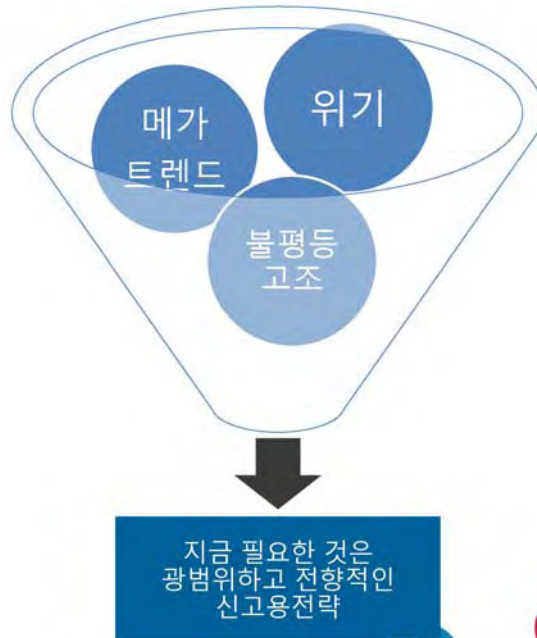 메가
트렌드
위기
불평등
고조
지금 필요한 것은
광범위하고 전향적인
신고용전략